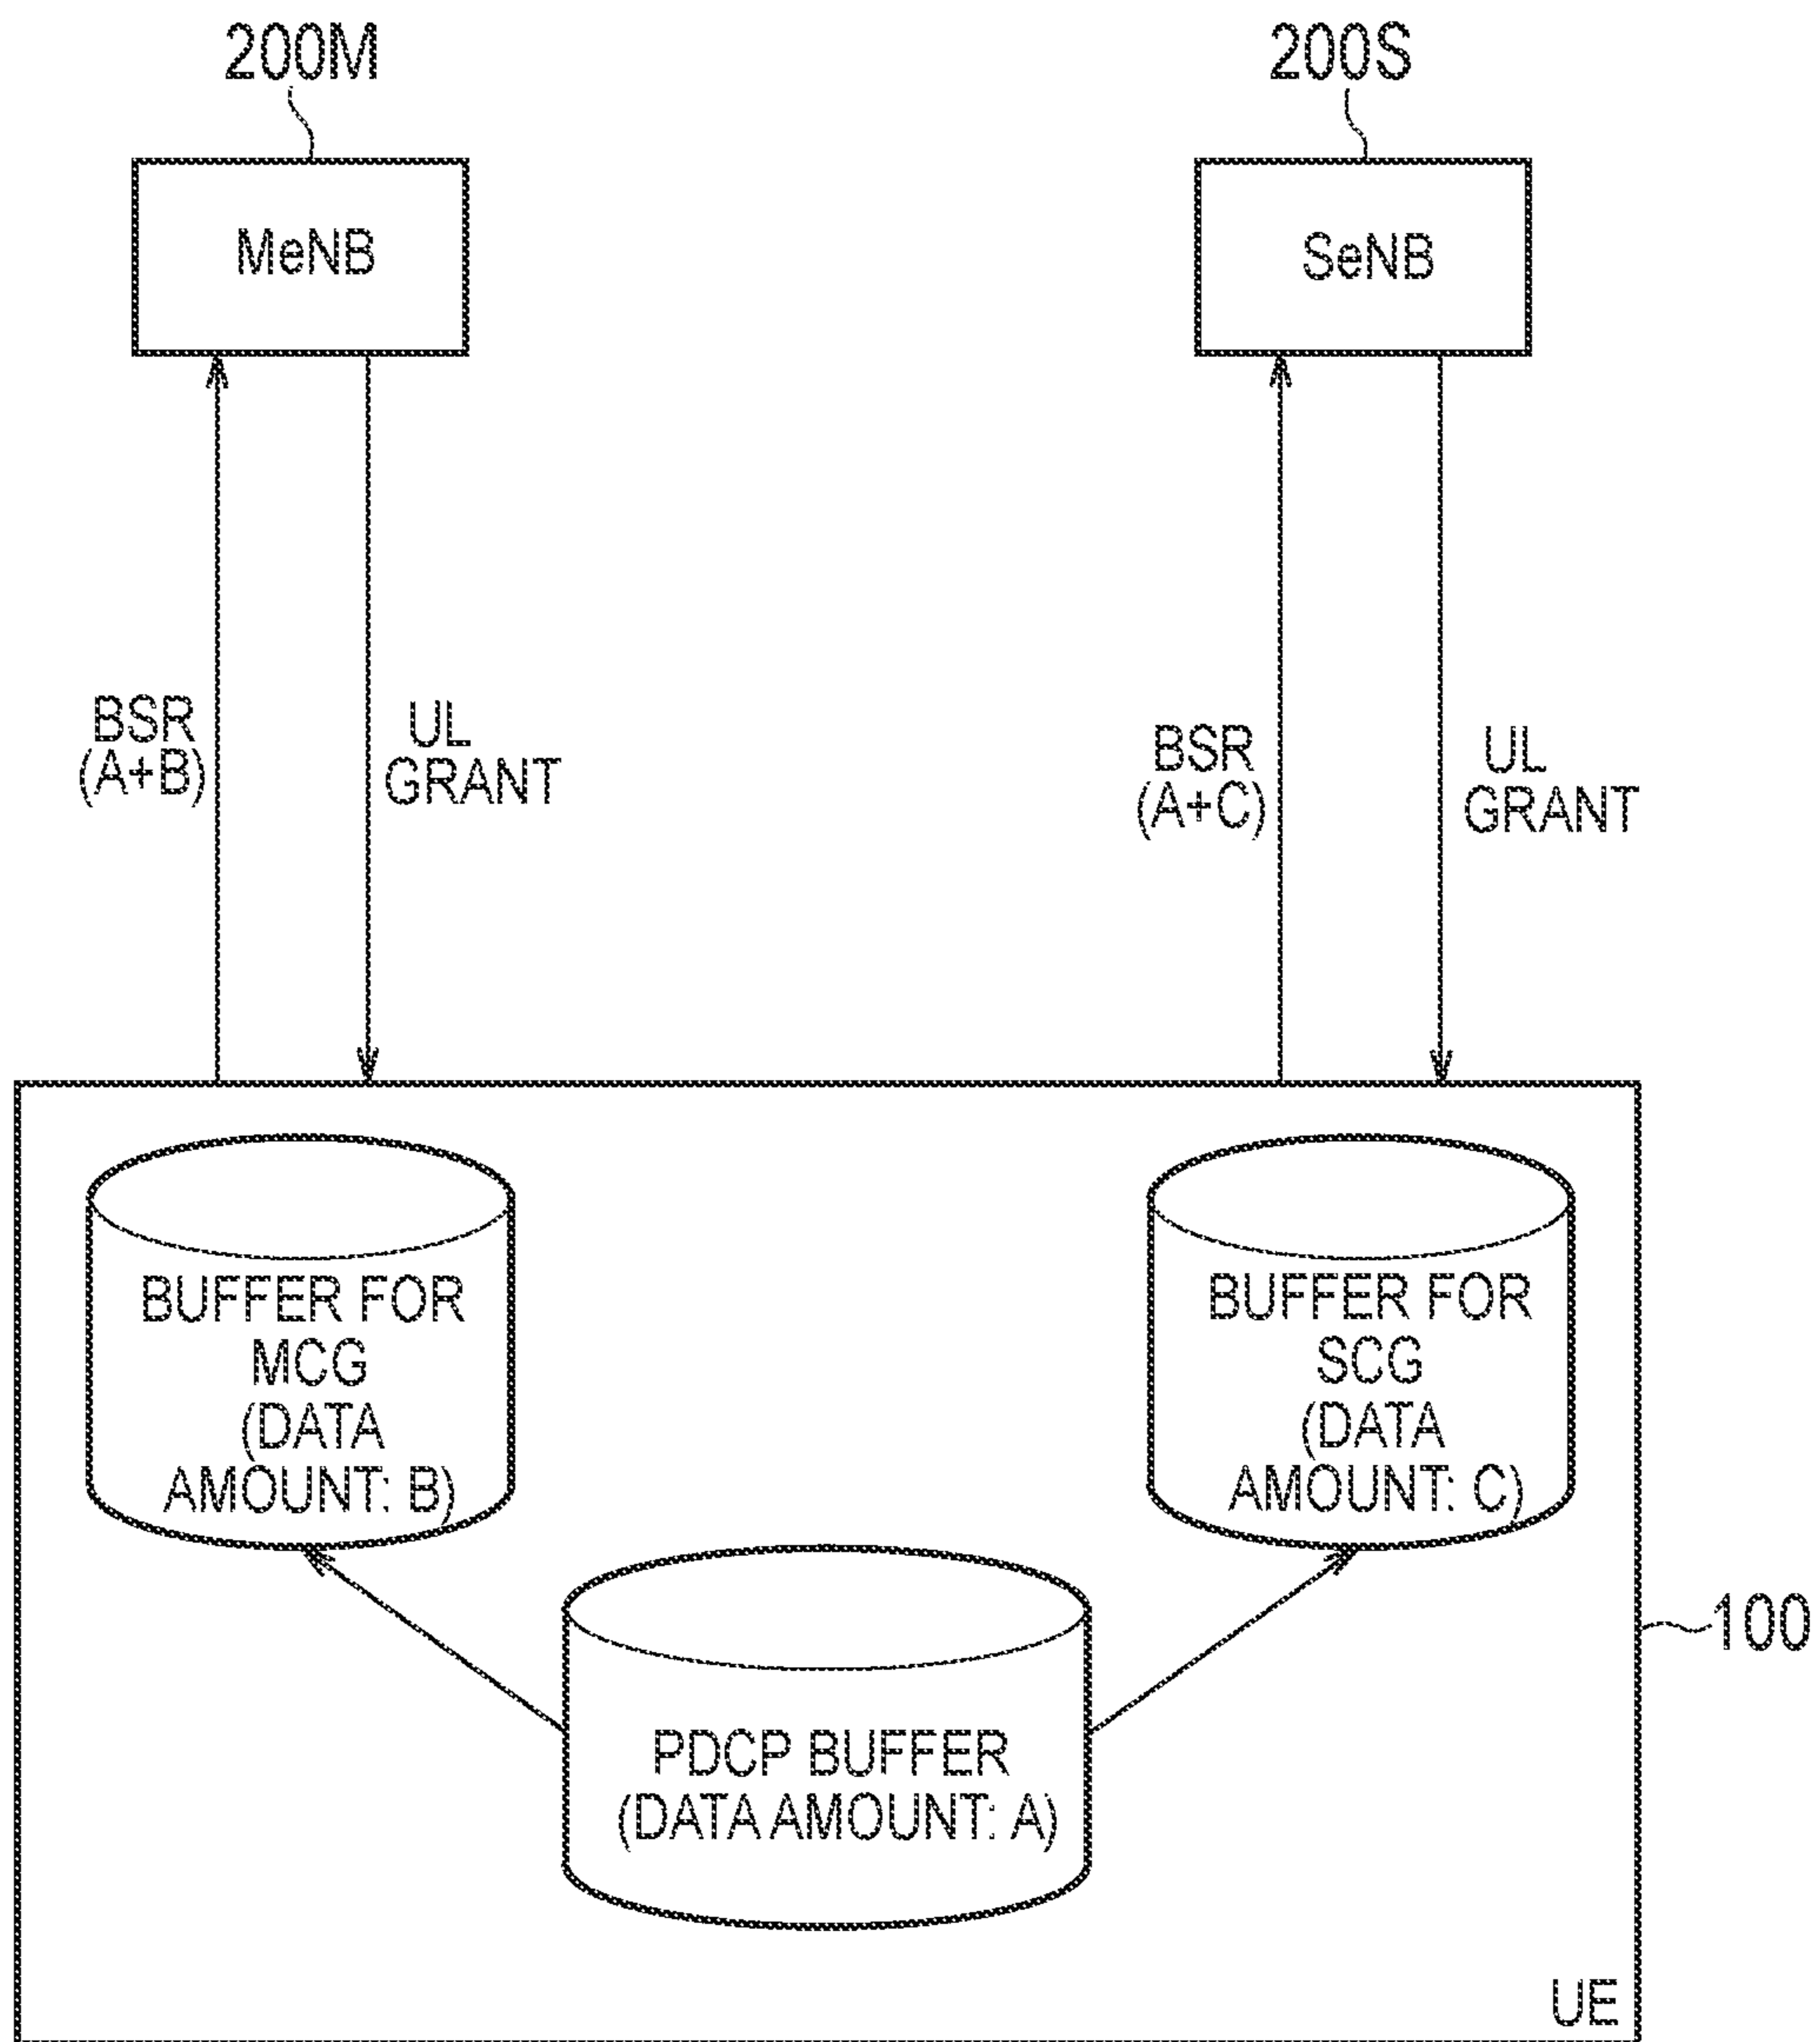 200M
200S
MeNB
SeNB
BSR
(A+B)
UL
GRANT
BSR
(A+C)
UL
GRANT
BUFFER FOR
MCG
(DATA
AMOUNT: B)
BUFFER FOR
SCG
(DATA
AMOUNT: C)
PDCP BUFFER
(DATA AMOUNT: A)
100
UE